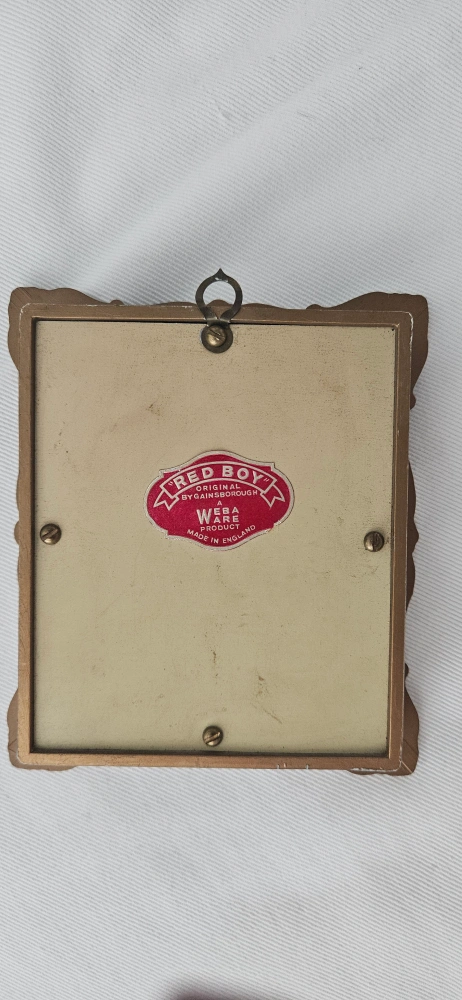 "RED BOY"
ORIGINAL
BY GAINSBOROUGH
A
WEBA
WARE
PRODUCT
MADE IN ENGLAND